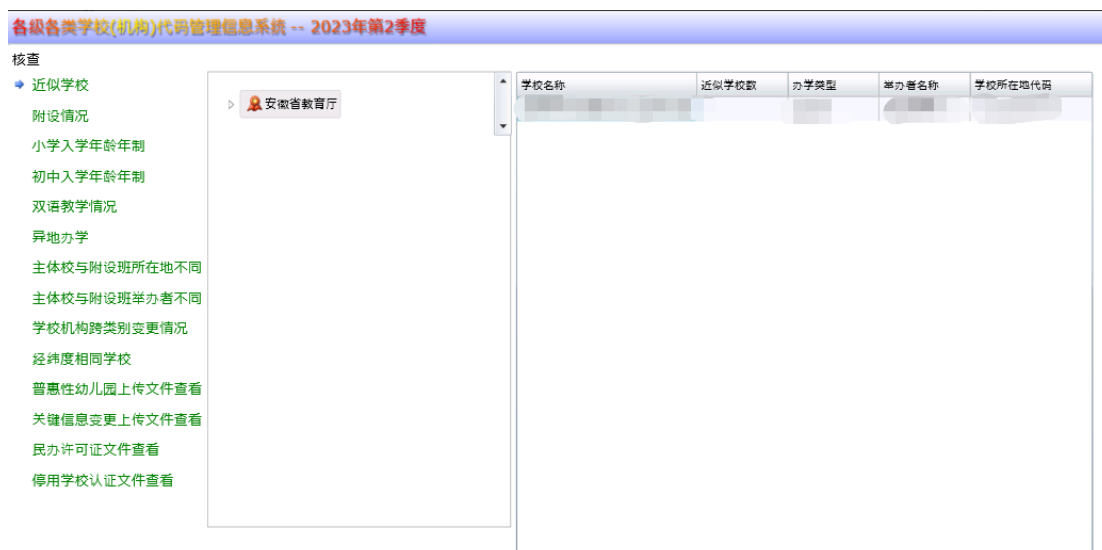 各级各类学校(机构)代码管理信息系统 -- 2023年第2季度
核查
近似学校
附设情况
小学入学年龄年制
初中入学年龄年制
双语教学情况
异地办学
主体校与附设班所在地不同
主体校与附设班举办者不同
学校机构跨类别变更情况
经纬度相同学校
普惠性幼儿园上传文件查看
关键信息变更上传文件查看
民办许可证文件查看
停用学校认证文件查看
安徽省教育厅
学校名称 近似学校数 办学类型 举办者名称 学校所在地代码